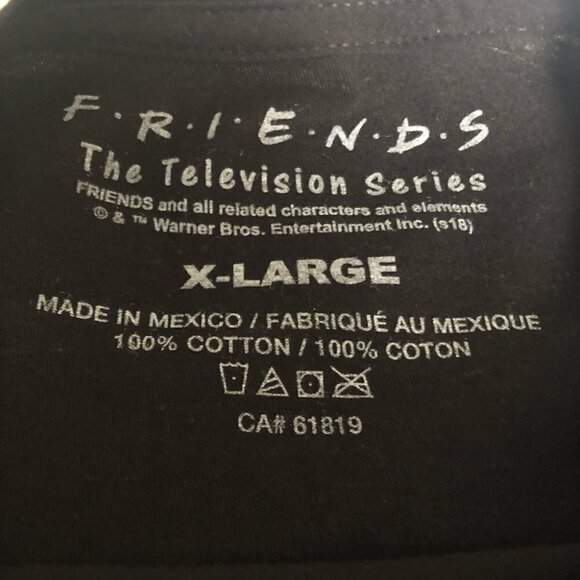 F·R·I·E·N·D·S
The Television Series
FRIENDS and all related characters and elements
© & ™ Warner Bros. Entertainment Inc. (s18)
X-LARGE
MADE IN MEXICO / FABRIQUÉ AU MEXIQUE
100% COTTON / 100% COTON
CA# 61819